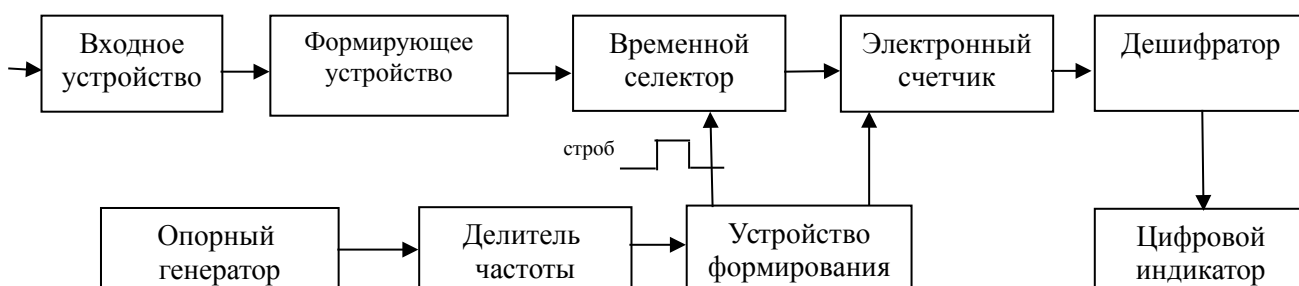 Входное
устройство
Формирующее
устройство
Временной
селектор
Электронный
счетчик
Дешифратор
строб
Опорный
генератор
Делитель
частоты
Устройство
формирования
Цифровой
индикатор